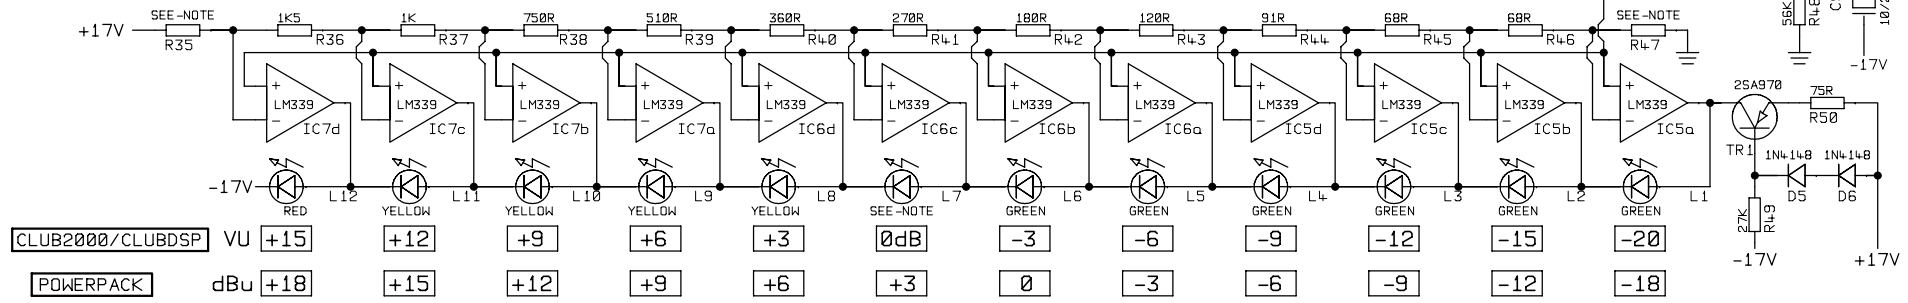 SEE-NOTE 1K5 1K 750R 510R 360R 270R 180R 120R 91R 68R 68R SEE-NOTE
+17V R35 R36 R37 R38 R39 R40 R41 R42 R43 R44 R45 R46 R47
56K R48 10/2
-17V
+ + + + + + + + + + + +
LM339 LM339 LM339 LM339 LM339 LM339 LM339 LM339 LM339 LM339 LM339 LM339
- - - - - - - - - - - -
IC7d IC7c IC7b IC7a IC6d IC6c IC6b IC6a IC5d IC5c IC5b IC5a
2SA970 75R
R50
TR1 1N4148 1N4148
D5 D6
-17V L12 L11 L10 L9 L8 L7 L6 L5 L4 L3 L2 L1
RED YELLOW YELLOW YELLOW YELLOW SEE-NOTE GREEN GREEN GREEN GREEN GREEN GREEN
27K R49
-17V +17V
CLUB2000/CLUBDSP VU +15 +12 +9 +6 +3 0dB -3 -6 -9 -12 -15 -20
POWERPACK dBu +18 +15 +12 +9 +6 +3 0 -3 -6 -9 -12 -18